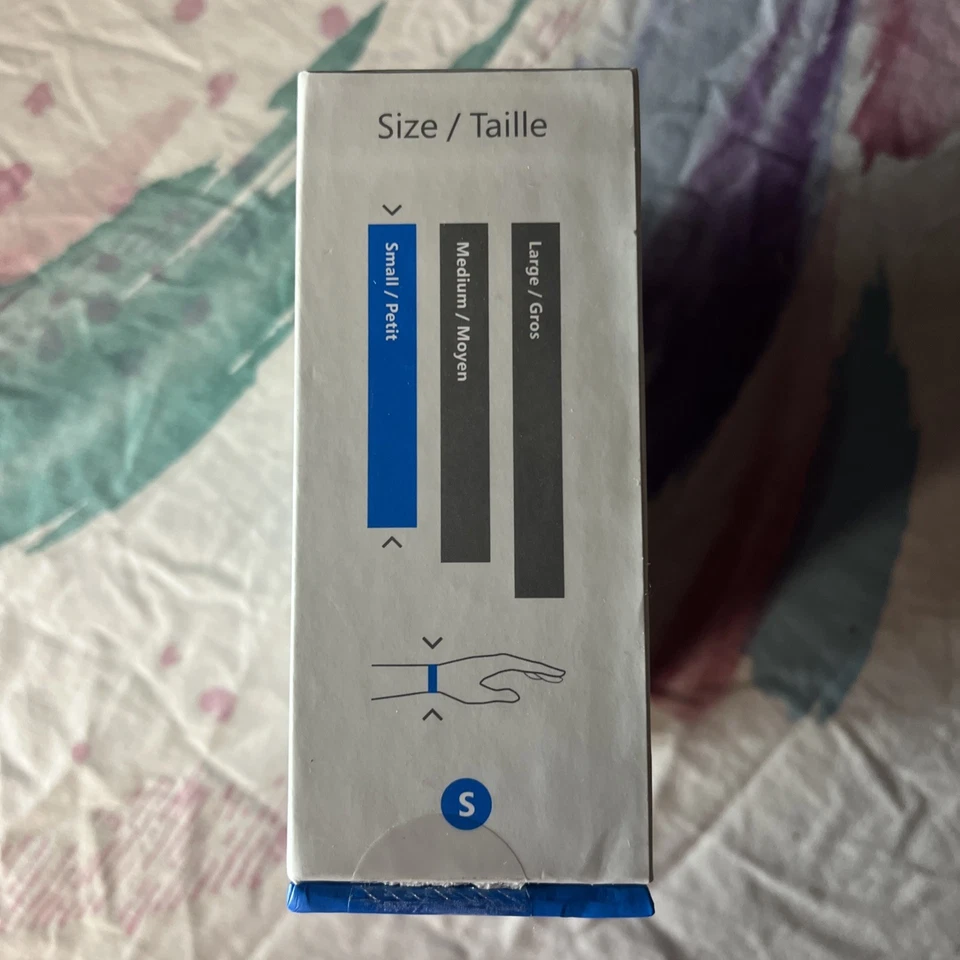 Size / Taille
Small / Petit
Medium / Moyen
Large / Gros
S